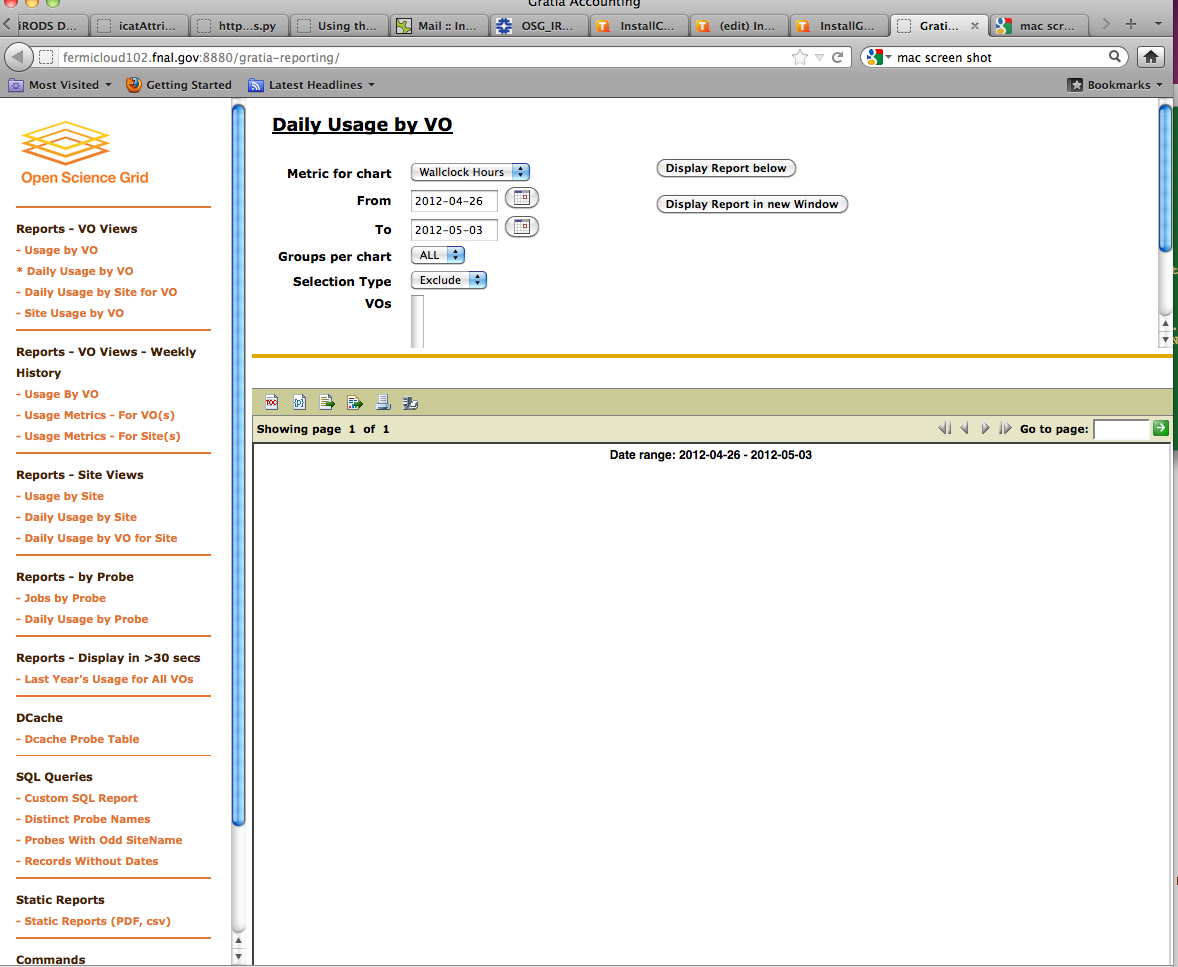 Gratia Accounting
iRODS D...
icatAttri...
http...s.py
Using th...
Mail :: In...
OSG_IR...
InstallC...
(edit) In...
InstallG...
Grati...
mac scr...
fermicloud102.fnal.gov:8880/gratia-reporting/
mac screen shot
Most Visited
Getting Started
Latest Headlines
Bookmarks
Open Science Grid
Reports - VO Views
- Usage by VO
* Daily Usage by VO
- Daily Usage by Site for VO
- Site Usage by VO
Reports - VO Views - Weekly
History
- Usage By VO
- Usage Metrics - For VO(s)
- Usage Metrics - For Site(s)
Reports - Site Views
- Usage by Site
- Daily Usage by Site
- Daily Usage by VO for Site
Reports - by Probe
- Jobs by Probe
- Daily Usage by Probe
Reports - Display in >30 secs
- Last Year's Usage for All VOs
DCache
- Dcache Probe Table
SQL Queries
- Custom SQL Report
- Distinct Probe Names
- Probes With Odd SiteName
- Records Without Dates
Static Reports
- Static Reports (PDF, csv)
Commands
Daily Usage by VO
Metric for chart Wallclock Hours
From 2012-04-26
To 2012-05-03
Groups per chart ALL
Selection Type Exclude
VOs
Display Report below
Display Report in new Window
TOC
Showing page 1 of 1
Go to page:
Date range: 2012-04-26 - 2012-05-03